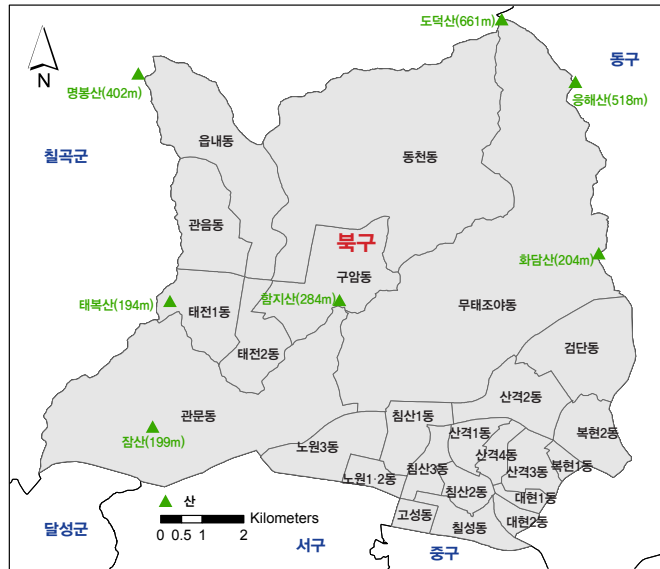 도덕산(661m)
동구
N
명봉산(402m)
응해산(518m)
칠곡군
읍내동
동천동
관음동
북구
화담산(204m)
구암동
태복산(194m)
함지산(284m)
무태조야동
태전1동
검단동
태전2동
산격2동
관문동
침산1동
복현2동
산격1동
잠산(199m)
노원3동
산격4동
침산3동
산격3동
복현1동
노원1·2동
침산2동
대현1동
산
고성동
대현2동
칠성동
Kilometers
달성군
0 0.5 1 2
서구
중구